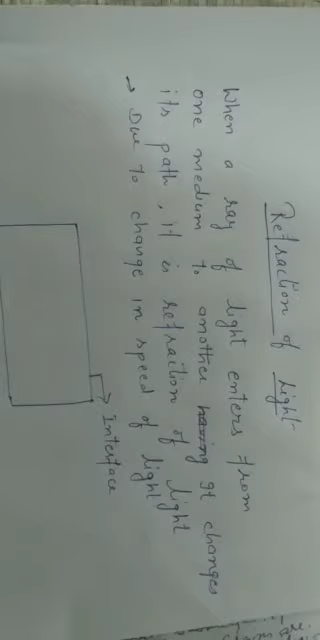 Refraction of Light
When a ray of light enters from
one medium to another having It changes
its path, it is refraction of light
→ Due to change in speed of light
→ Interface